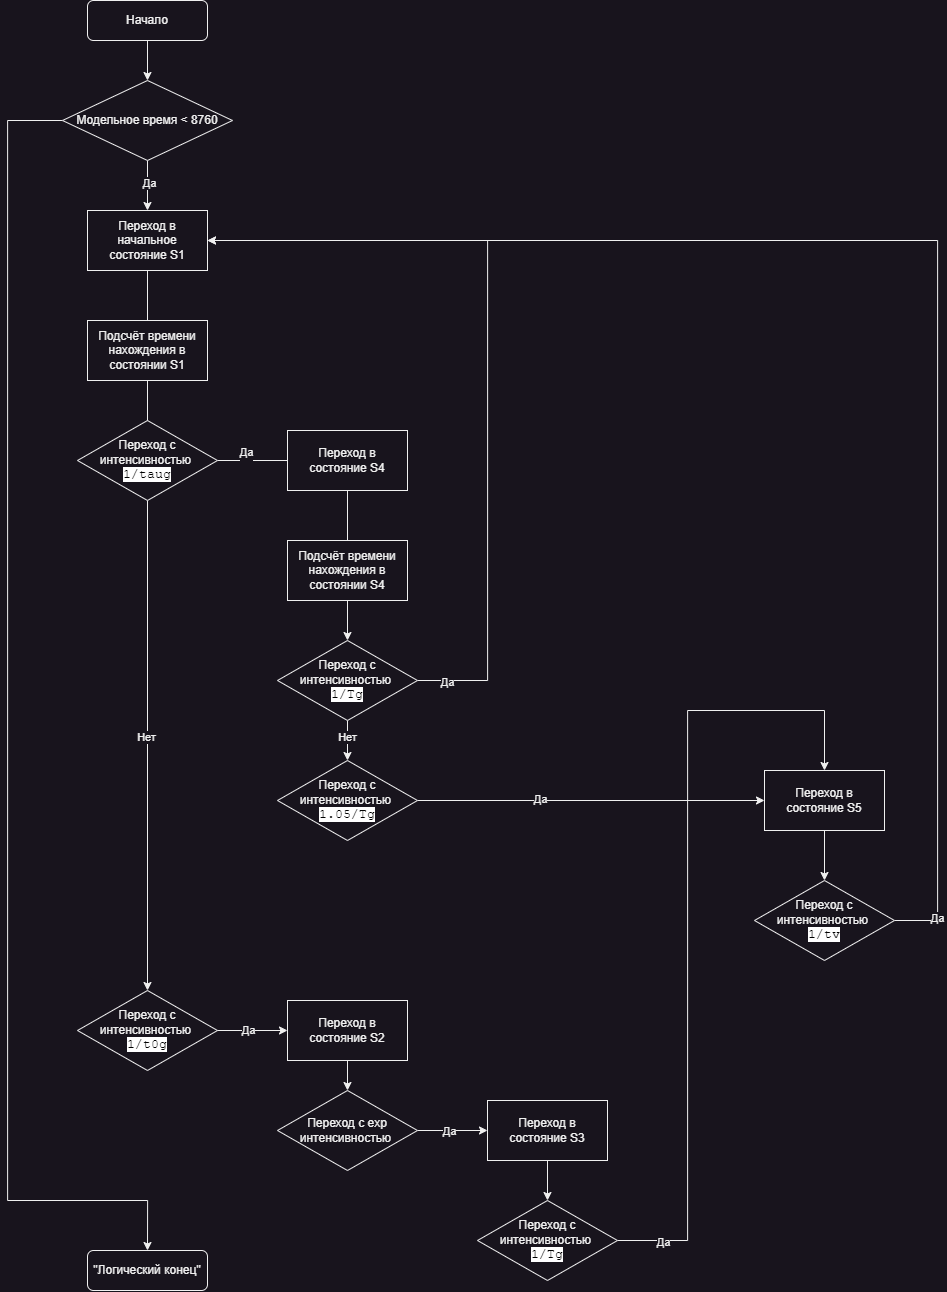 Начало
Модельное время < 8760
Да
Переход в
начальное
состояние S1
Подсчёт времени
нахождения в
состоянии S1
Переход с
интенсивностью
1/taug
Да
Переход в
состояние S4
Подсчёт времени
нахождения в
состоянии S4
Переход с
интенсивностью
1/Tg
Да
Нет
Нет
Переход с
интенсивностью
1.05/Tg
Да
Переход в
состояние S5
Переход с
интенсивностью
1/tv
Да
Переход с
интенсивностью
1/t0g
Да
Переход в
состояние S2
Переход с exp
интенсивностью
Да
Переход в
состояние S3
Переход с
интенсивностью
1/Tg
Да
"Логический конец"